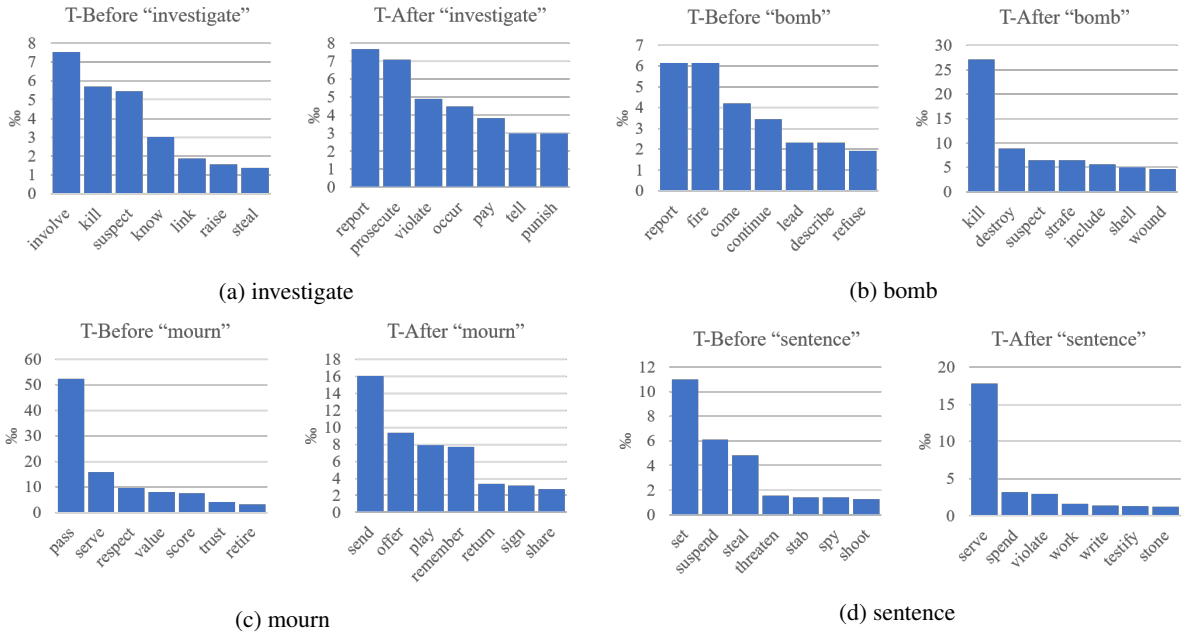 T-Before “investigate”
8
7
6
5
4
3
2
1
0
‰
involve
kill
suspect
know
link
raise
steal
T-After “investigate”
8
7
6
5
4
3
2
1
0
‰
report
prosecute
violate
occur
pay
tell
punish
(a) investigate
T-Before “bomb”
7
6
5
4
3
2
1
0
‰
report
fire
come
continue
lead
describe
refuse
T-After “bomb”
30
25
20
15
10
5
0
‰
kill
destroy
suspect
strafe
include
shell
wound
(b) bomb
T-Before “mourn”
60
50
40
30
20
10
0
‰
pass
serve
respect
value
score
trust
retire
T-After “mourn”
18
16
14
12
10
8
6
4
2
0
‰
send
offer
play
remember
return
sign
share
(c) mourn
T-Before “sentence”
12
10
8
6
4
2
0
‰
set
suspend
steal
threaten
stab
spy
shoot
T-After “sentence”
20
15
10
5
0
‰
serve
spend
violate
work
write
testify
stone
(d) sentence